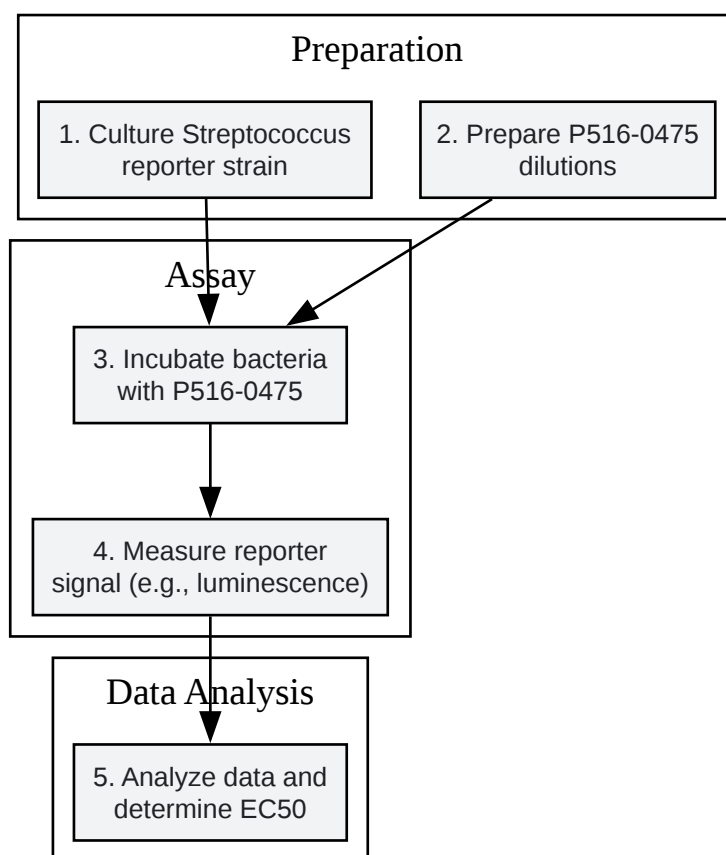 Preparation
1. Culture Streptococcus
reporter strain
2. Prepare P516-0475
dilutions
Assay
3. Incubate bacteria
with P516-0475
4. Measure reporter
signal (e.g., luminescence)
Data Analysis
5. Analyze data and
determine EC50